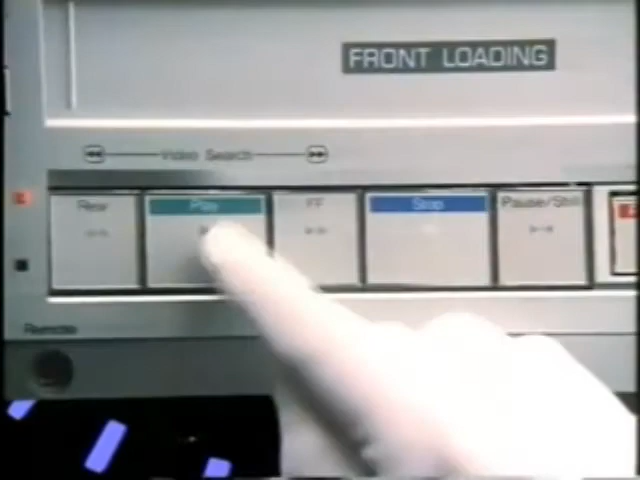 FRONT LOADING
Video Search
Rew Play FF Stop Pause/Still
Remote